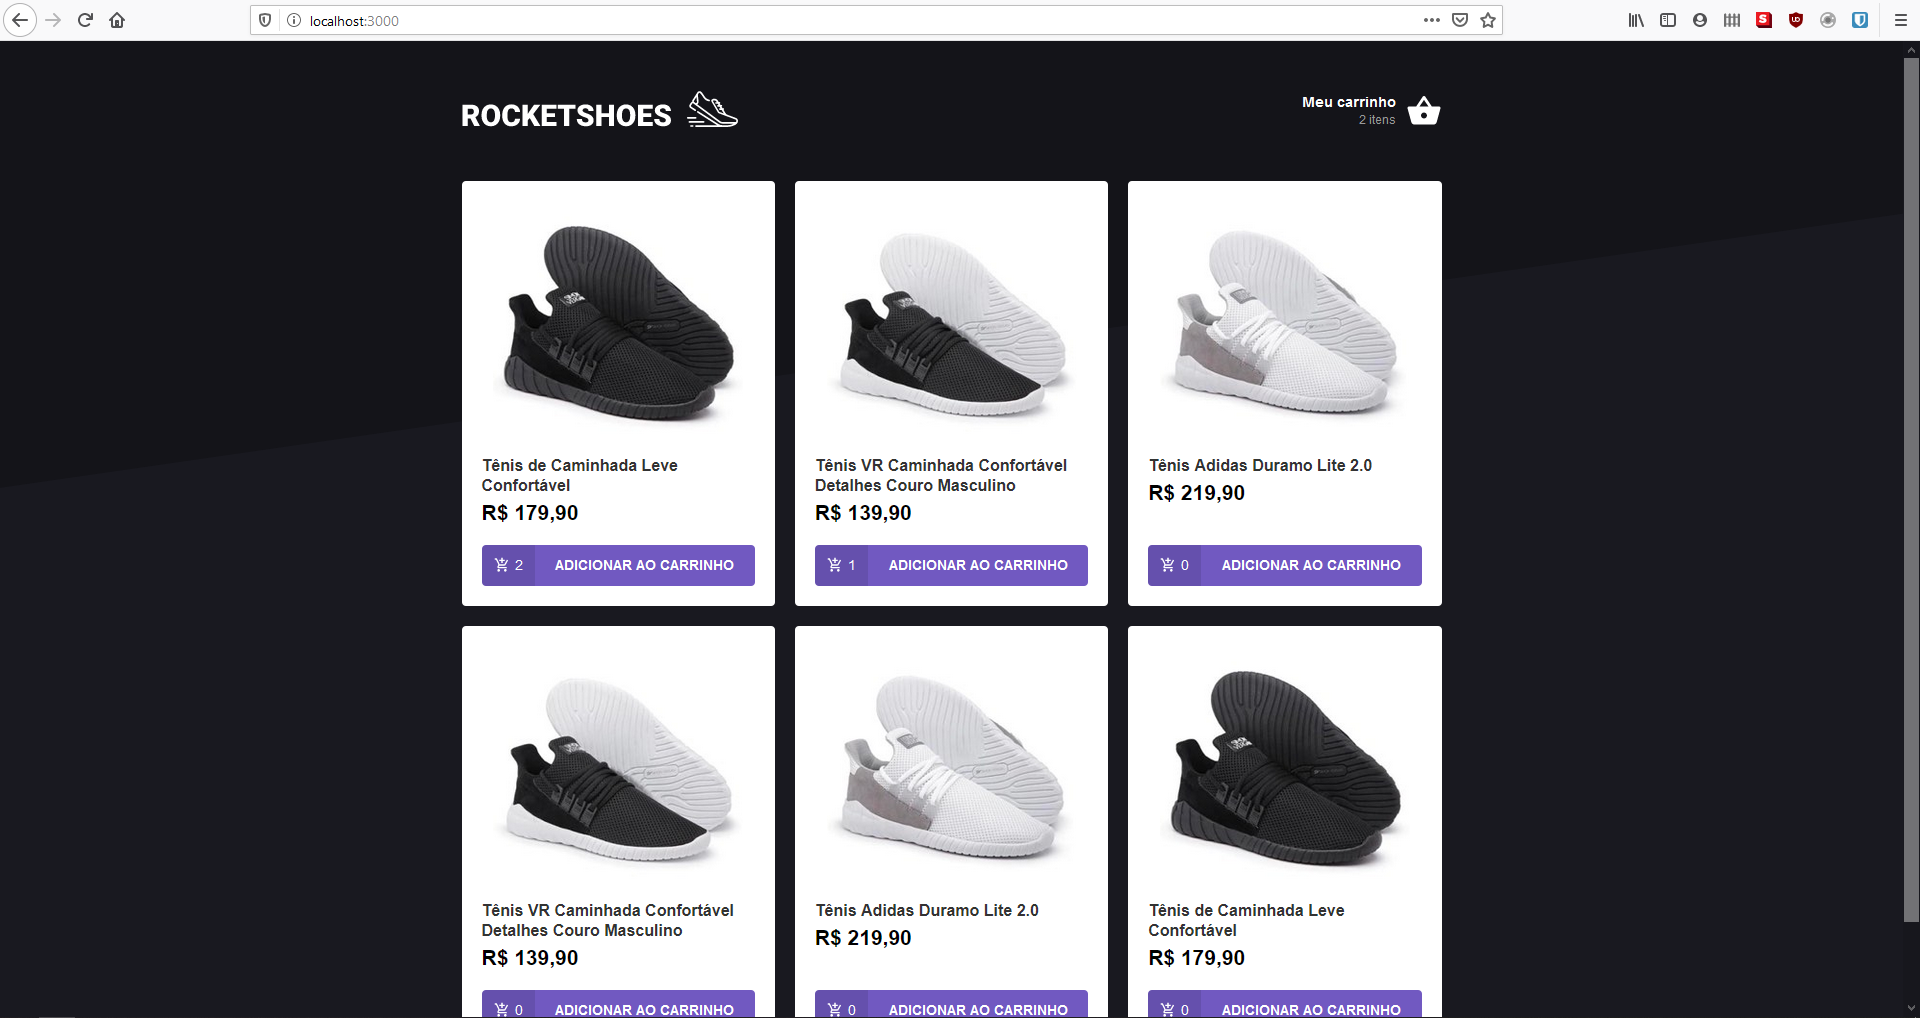 localhost:3000
ROCKETSHOES
Meu carrinho
2 itens
Tênis de Caminhada Leve
Confortável
R$ 179,90
2 ADICIONAR AO CARRINHO
Tênis VR Caminhada Confortável
Detalhes Couro Masculino
R$ 139,90
1 ADICIONAR AO CARRINHO
Tênis Adidas Duramo Lite 2.0
R$ 219,90
0 ADICIONAR AO CARRINHO
Tênis VR Caminhada Confortável
Detalhes Couro Masculino
R$ 139,90
0 ADICIONAR AO CARRINHO
Tênis Adidas Duramo Lite 2.0
R$ 219,90
0 ADICIONAR AO CARRINHO
Tênis de Caminhada Leve
Confortável
R$ 179,90
0 ADICIONAR AO CARRINHO